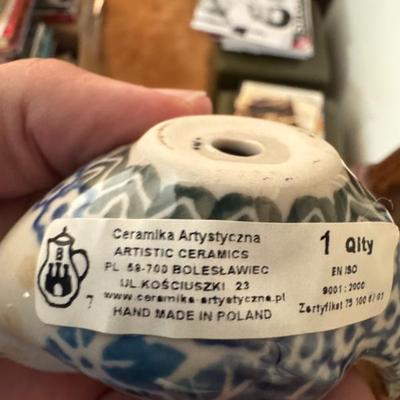 Ceramika Artystyczna
ARTISTIC CERAMICS
PL 59-700 BOLESŁAWIEC
UL.KOŚCIUSZKI 23
www.ceramika-artystyczna.pl
HAND MADE IN POLAND
B
7
1 Qlty
EN ISO
9001:2000
Zertyfikat 75 100